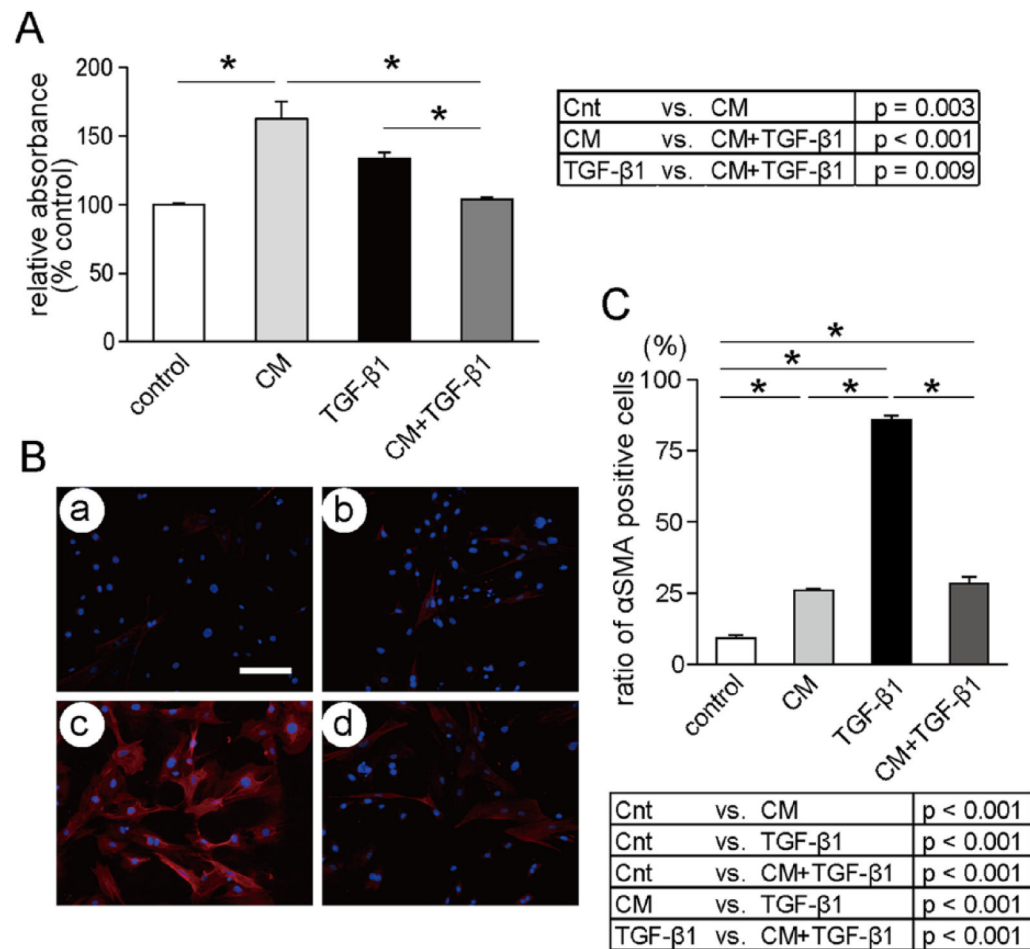 A
relative absorbance
(% control)
200
150
100
50
0
*
*
*
control
CM
TGF-β1
CM+TGF-β1
Cnt vs. CM p = 0.003
CM vs. CM+TGF-β1 p < 0.001
TGF-β1 vs. CM+TGF-β1 p = 0.009
B
a
b
c
d
C
(%)
ratio of αSMA positive cells
100
75
50
25
0
*
*
*
*
*
control
CM
TGF-β1
CM+TGF-β1
Cnt vs. CM p < 0.001
Cnt vs. TGF-β1 p < 0.001
Cnt vs. CM+TGF-β1 p < 0.001
CM vs. TGF-β1 p < 0.001
TGF-β1 vs. CM+TGF-β1 p < 0.001